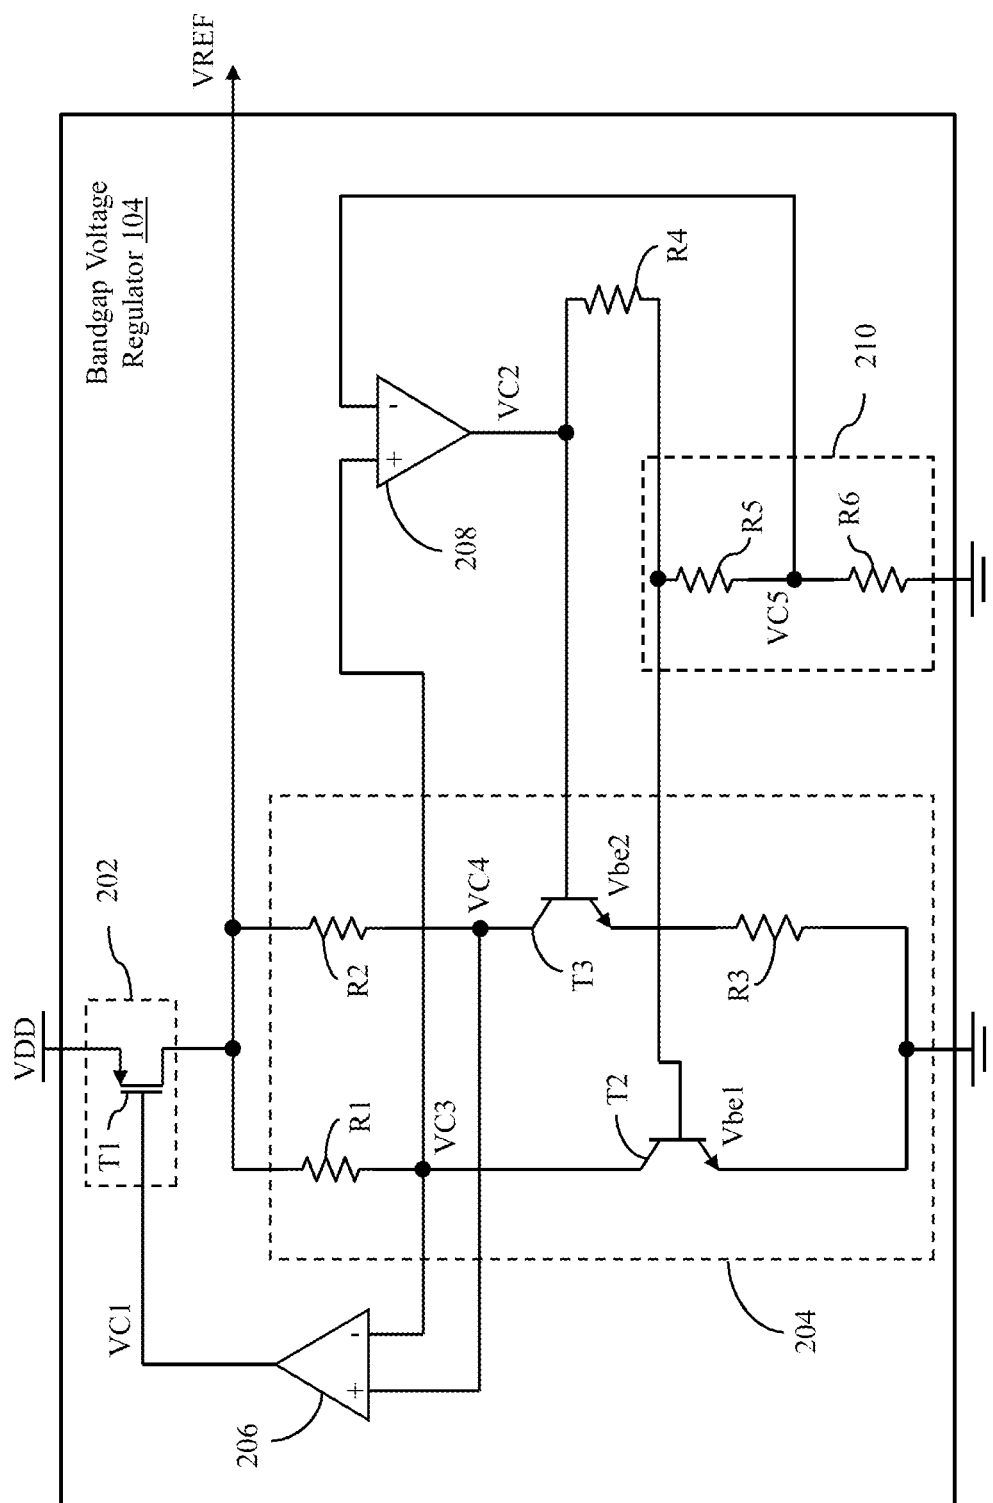 Bandgap Voltage
Regulator 104
VDD
VREF
202
T1
VC1
206
+
-
R1
R2
VC3
VC4
T2
T3
Vbe1
Vbe2
R3
204
208
+
-
VC2
R4
210
R5
VC5
R6